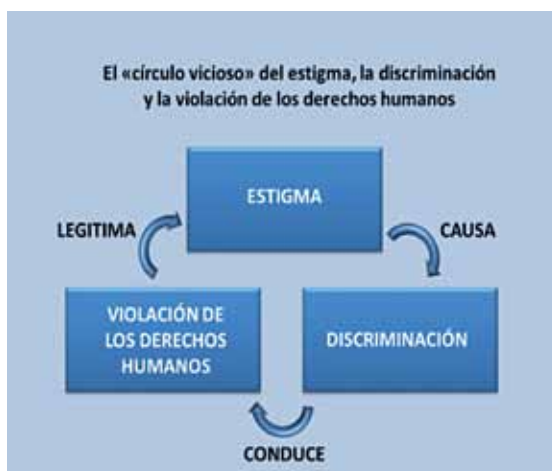 El «círculo vicioso» del estigma, la discriminación
y la violación de los derechos humanos
ESTIGMA
LEGITIMA
CAUSA
VIOLACIÓN DE
LOS DERECHOS
HUMANOS
DISCRIMINACIÓN
CONDUCE